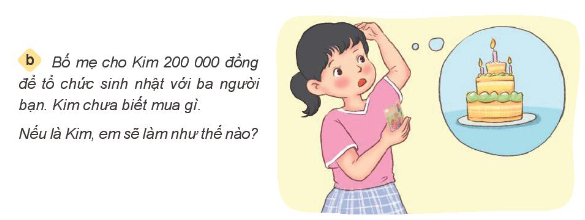 b Bố mẹ cho Kim 200 000 đồng
để tổ chức sinh nhật với ba người
bạn. Kim chưa biết mua gì.
Nếu là Kim, em sẽ làm như thế nào?